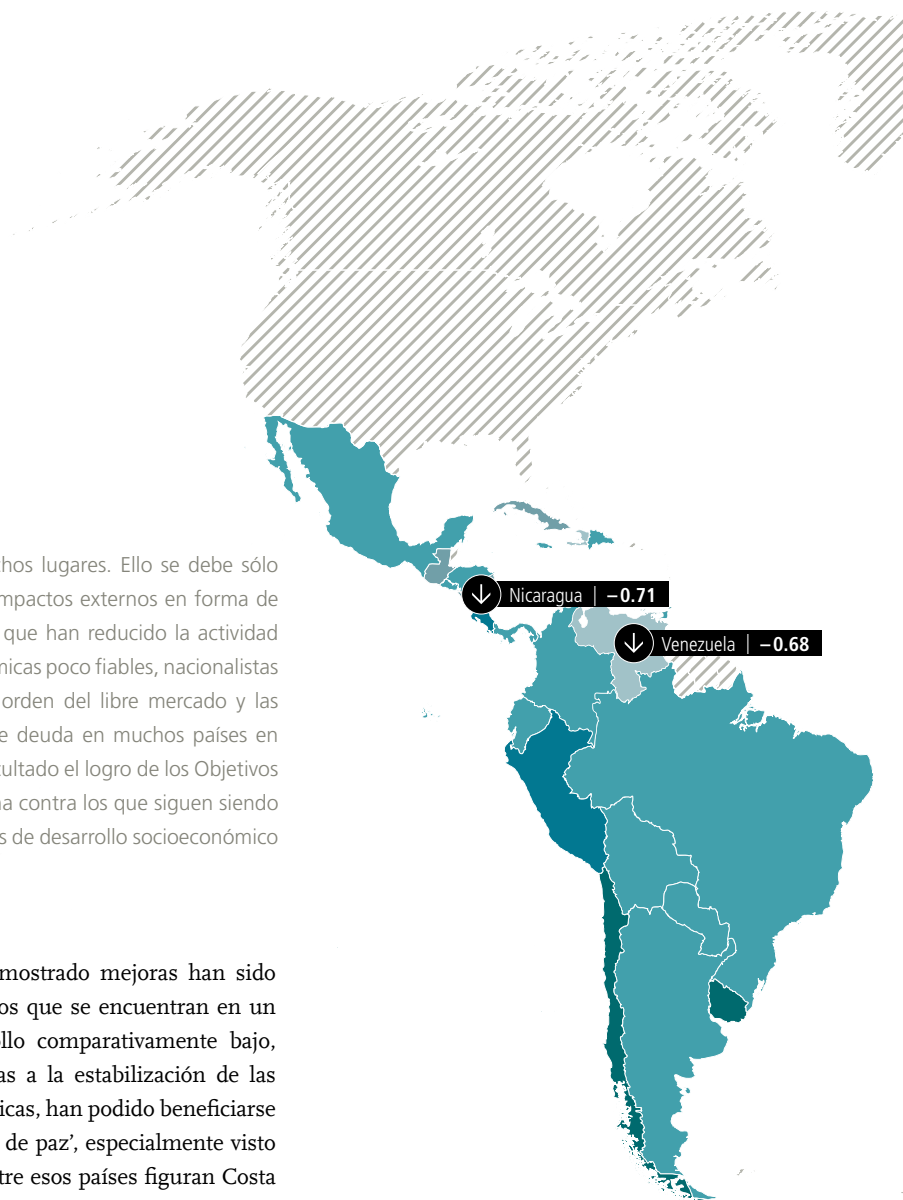 chos lugares. Ello se debe sólo
mpactos externos en forma de
que han reducido la actividad
micas poco fiables, nacionalistas
orden del libre mercado y las
e deuda en muchos países en
cultado el logro de los Objetivos
na contra los que siguen siendo
s de desarrollo socioeconómico
Nicaragua | −0.71
Venezuela | −0.68
mostrado mejoras han sido
os que se encuentran en un
llo comparativamente bajo,
as a la estabilización de las
icas, han podido beneficiarse
de paz’, especialmente visto
tre esos países figuran Costa